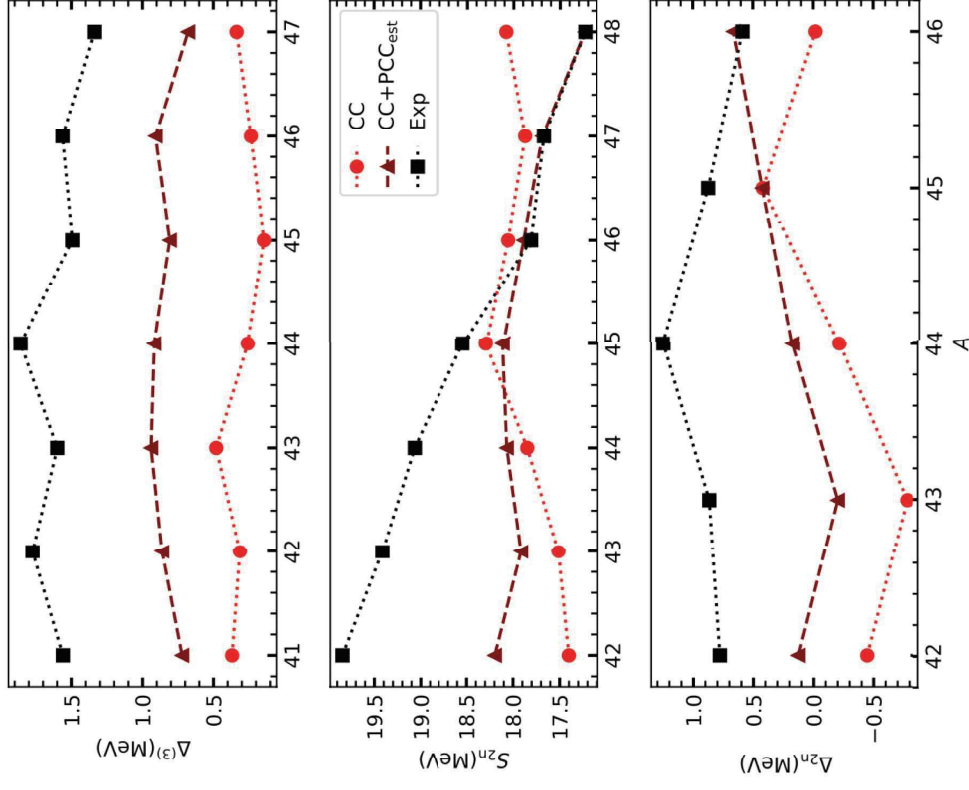 Δ⁽³⁾(MeV)
1.5
1.0
0.5
41 42 43 44 45 46 47
S₂ₙ(MeV)
19.5
19.0
18.5
18.0
17.5
CC
CC+PCCₑₛₜ
Exp
42 43 44 45 46 47 48
Δ₂ₙ(MeV)
1.0
0.5
0.0
−0.5
42 43 44 45 46
A